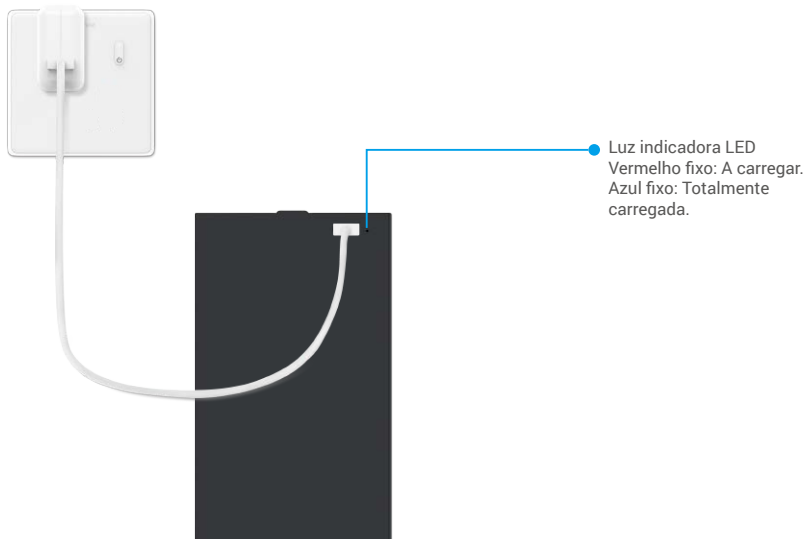 Luz indicadora LED
Vermelho fixo: A carregar.
Azul fixo: Totalmente
carregada.